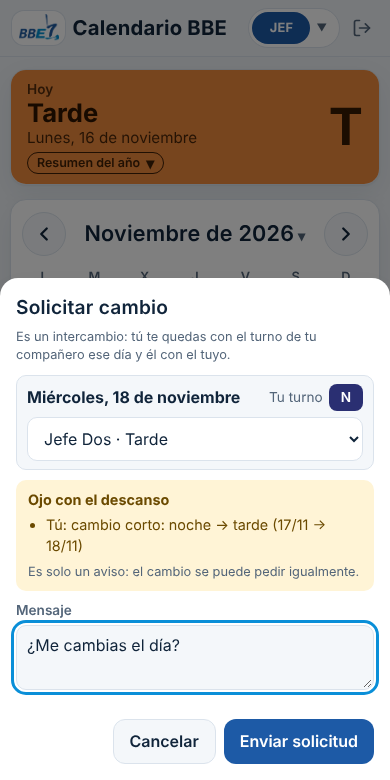 BBE
Calendario BBE
JEF ▼
Hoy
Tarde
T
Lunes, 16 de noviembre
Resumen del año ▼
Noviembre de 2026 ▾
L M X J V S D
Solicitar cambio
Es un intercambio: tú te quedas con el turno de tu
compañero ese día y él con el tuyo.
Miércoles, 18 de noviembre Tu turno N
Jefe Dos · Tarde
Ojo con el descanso
• Tú: cambio corto: noche → tarde (17/11 →
18/11)
Es solo un aviso: el cambio se puede pedir igualmente.
Mensaje
¿Me cambias el día?
Cancelar Enviar solicitud